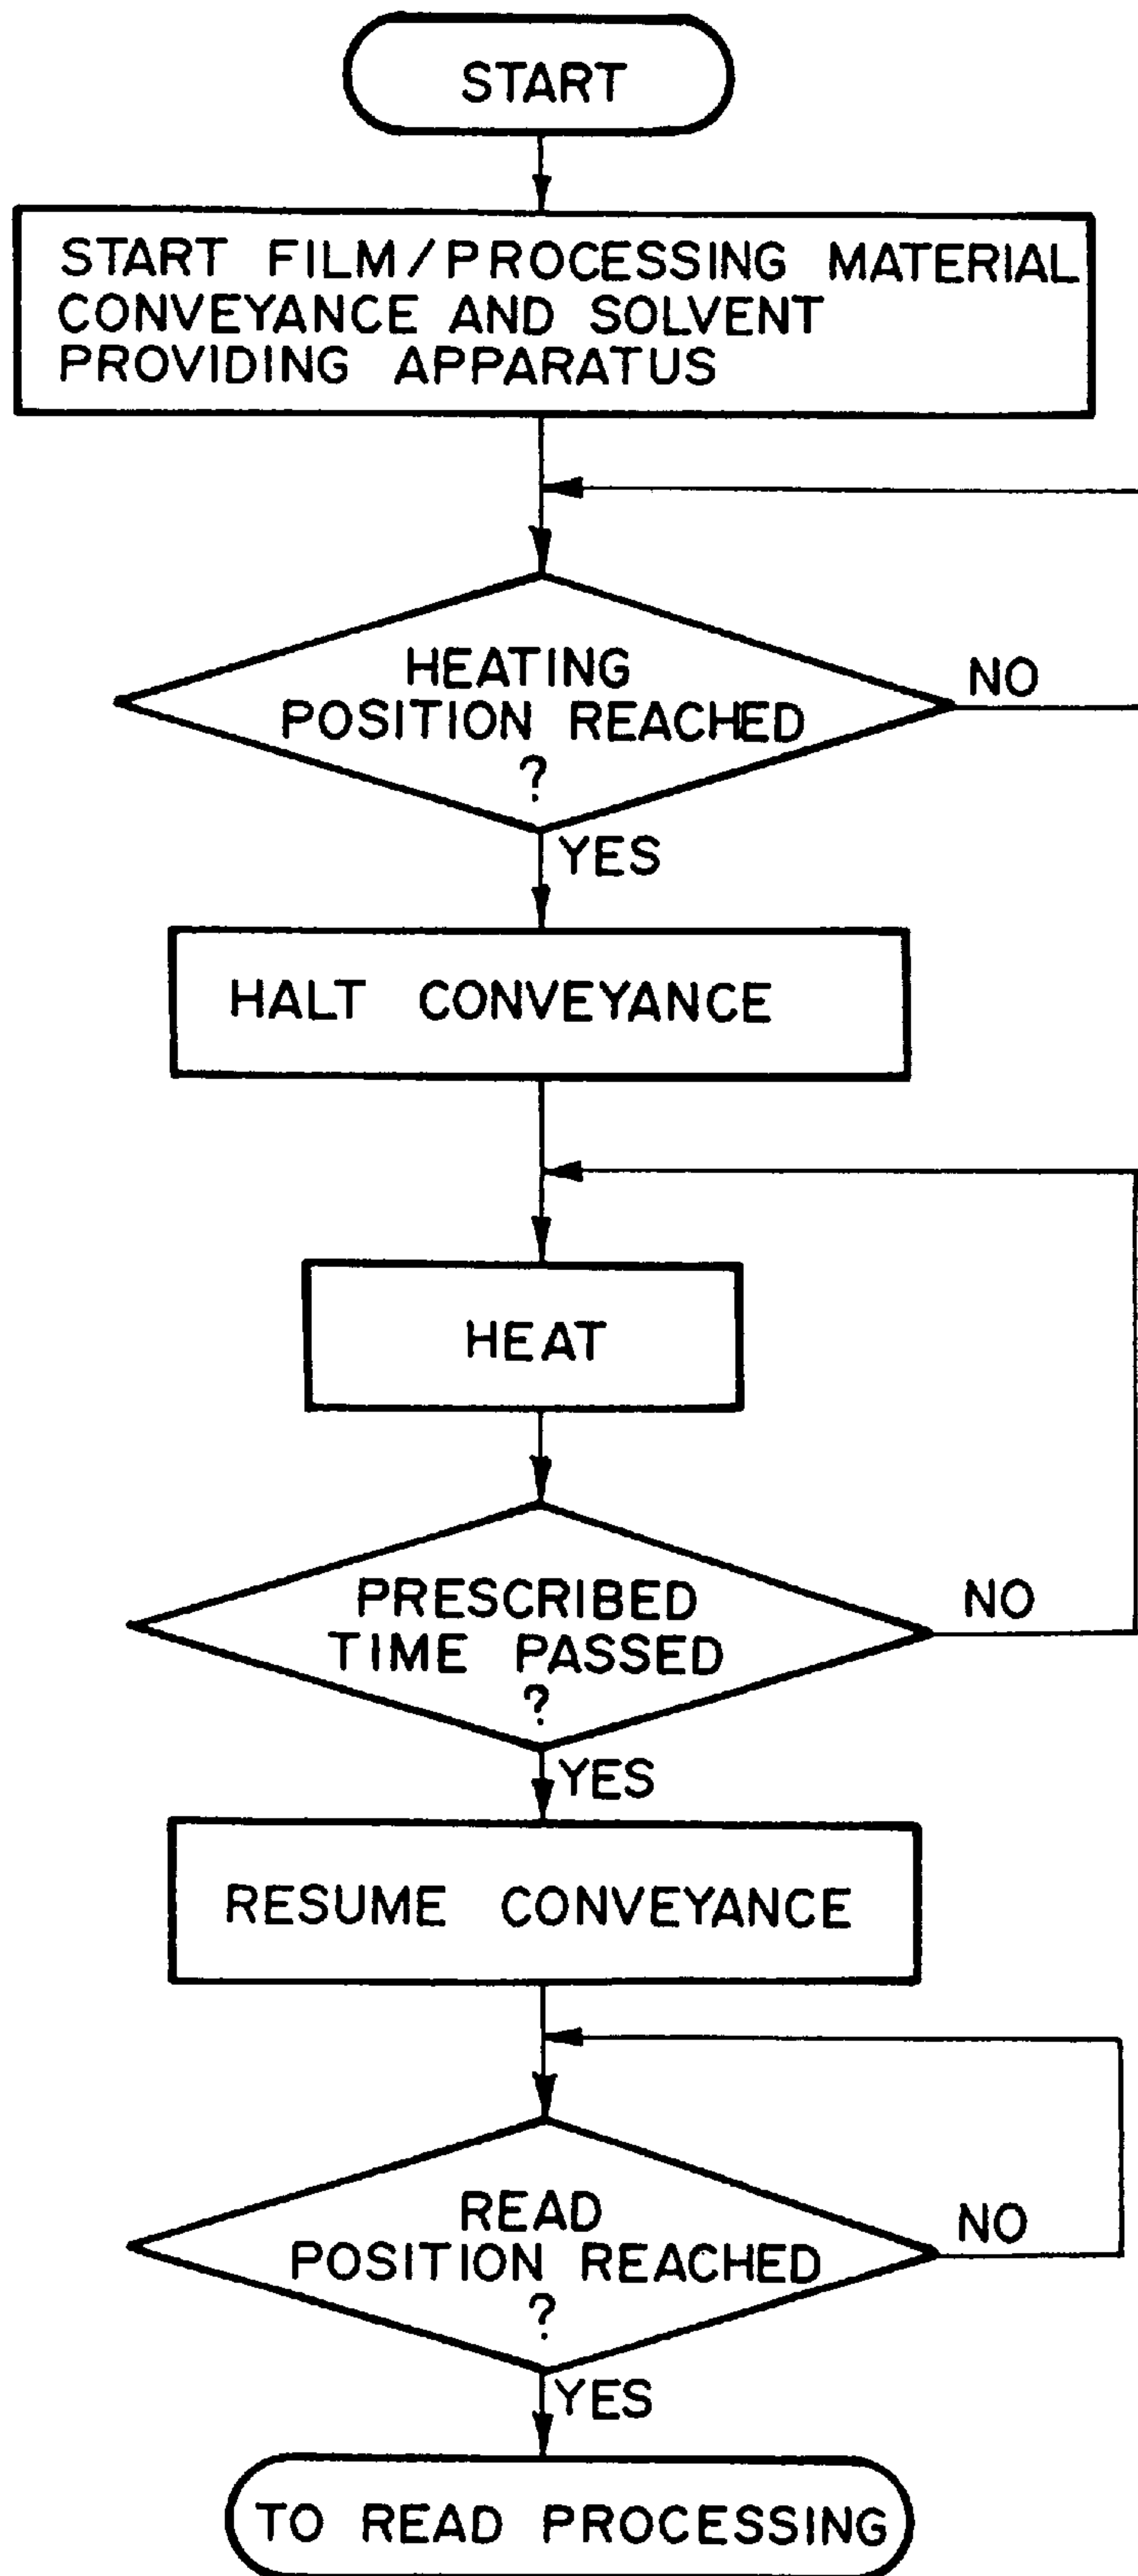 START
START FILM/PROCESSING MATERIAL
CONVEYANCE AND SOLVENT
PROVIDING APPARATUS
HEATING
POSITION REACHED
?
NO
YES
HALT CONVEYANCE
HEAT
PRESCRIBED
TIME PASSED
?
NO
YES
RESUME CONVEYANCE
READ
POSITION REACHED
?
NO
YES
TO READ PROCESSING